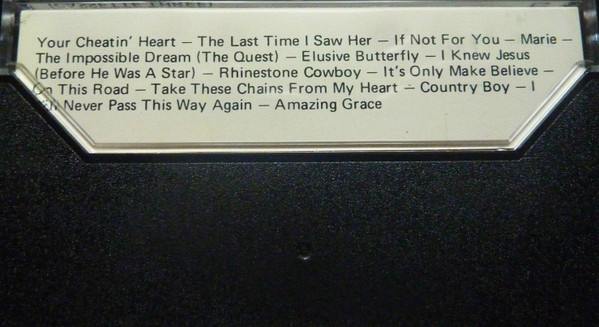 Your Cheatin' Heart — The Last Time I Saw Her — If Not For You — Marie —
The Impossible Dream (The Quest) — Elusive Butterfly — I Knew Jesus
(Before He Was A Star) — Rhinestone Cowboy — It's Only Make Believe —
On This Road — Take These Chains From My Heart — Country Boy — I
Never Pass This Way Again — Amazing Grace